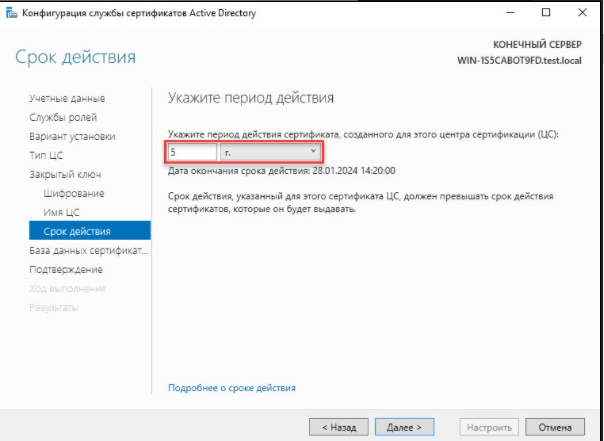 Конфигурация службы сертификатов Active Directory
Срок действия
КОНЕЧНЫЙ СЕРВЕР
WIN-1S5CABOT9FD.test.local
Учетные данные
Службы ролей
Вариант установки
Тип ЦС
Закрытый ключ
Шифрование
Имя ЦС
Срок действия
База данных сертификат...
Подтверждение
Ход выполнения
Результаты
Укажите период действия
Укажите период действия сертификата, созданного для этого центра сертификации (ЦС):
5 г.
Дата окончания срока действия: 28.01.2024 14:20:00
Срок действия, указанный для этого сертификата ЦС, должен превышать срок действия
сертификатов, которые он будет выдавать.
Подробнее о сроке действия
< Назад Далее > Настроить Отмена